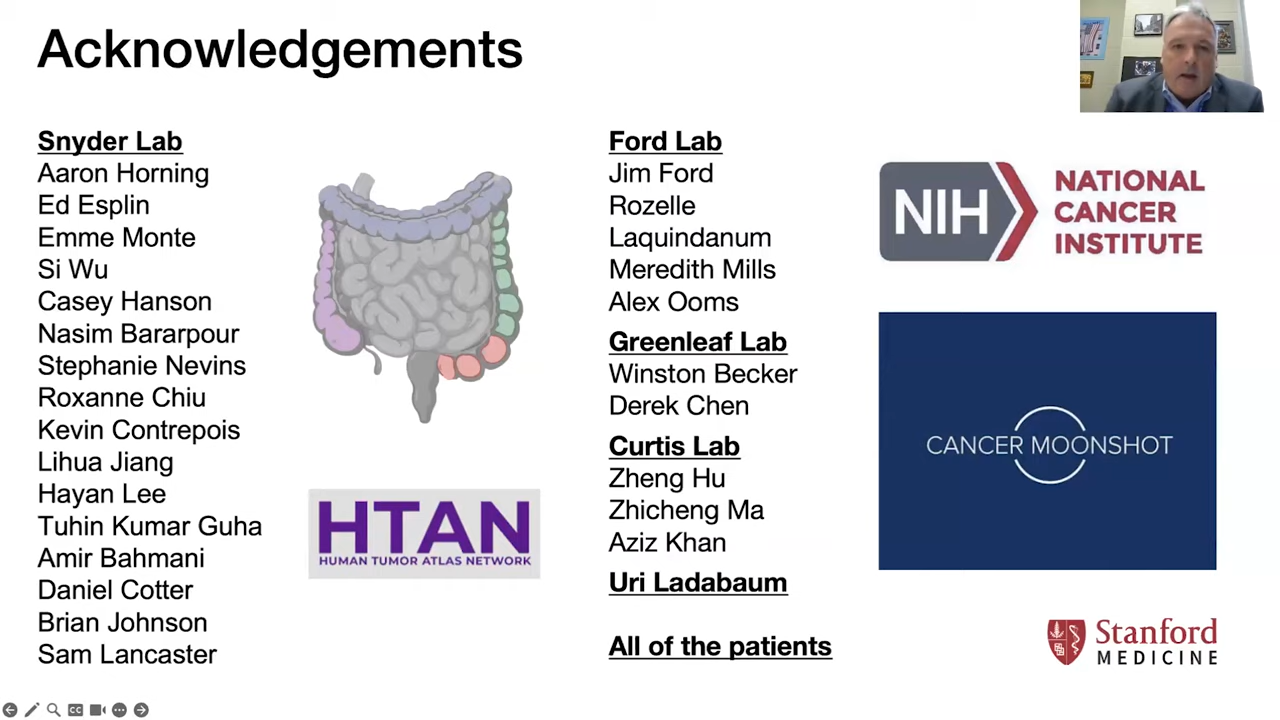 Acknowledgements
Snyder Lab
Aaron Horning
Ed Esplin
Emme Monte
Si Wu
Casey Hanson
Nasim Bararpour
Stephanie Nevins
Roxanne Chiu
Kevin Contrepois
Lihua Jiang
Hayan Lee
Tuhin Kumar Guha
Amir Bahmani
Daniel Cotter
Brian Johnson
Sam Lancaster
HTAN
HUMAN TUMOR ATLAS NETWORK
Ford Lab
Jim Ford
Rozelle
Laquindanum
Meredith Mills
Alex Ooms
Greenleaf Lab
Winston Becker
Derek Chen
Curtis Lab
Zheng Hu
Zhicheng Ma
Aziz Khan
Uri Ladabaum
All of the patients
NIH
NATIONAL
CANCER
INSTITUTE
CANCER MOONSHOT
Stanford
MEDICINE